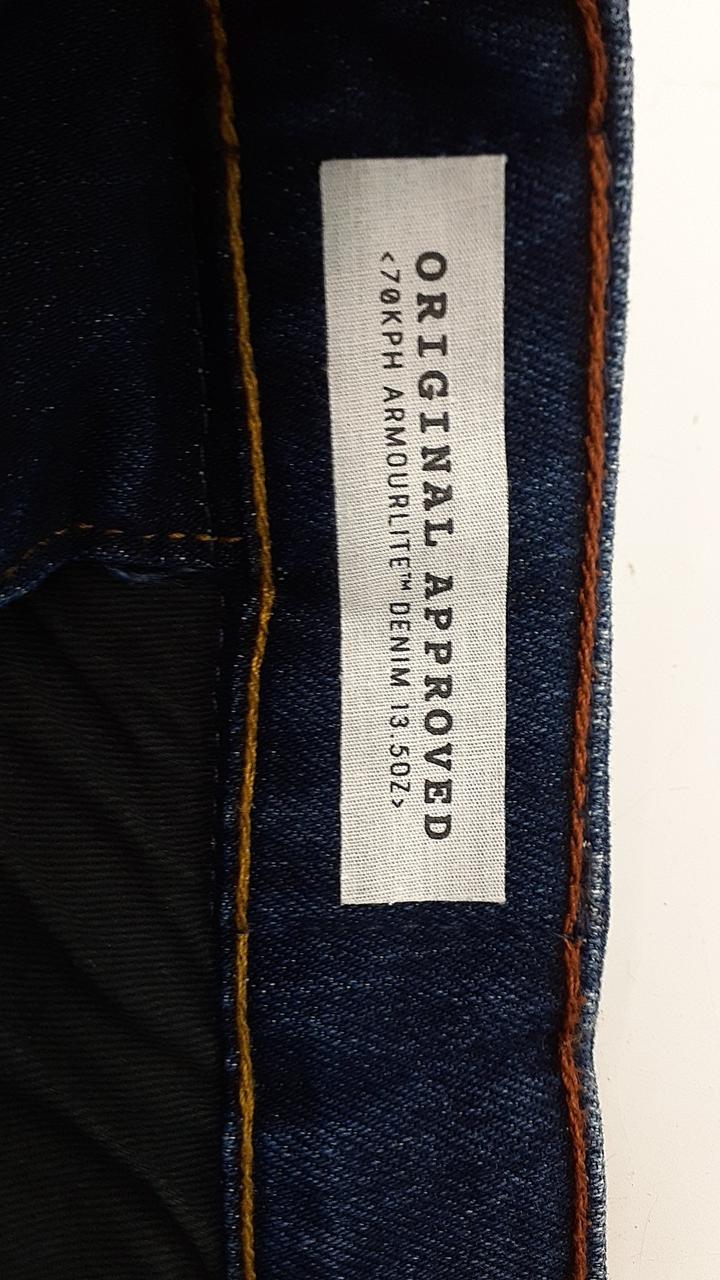 ORIGINAL APPROVED
<70KPH ARMOURLITE™ DENIM 13.5OZ>